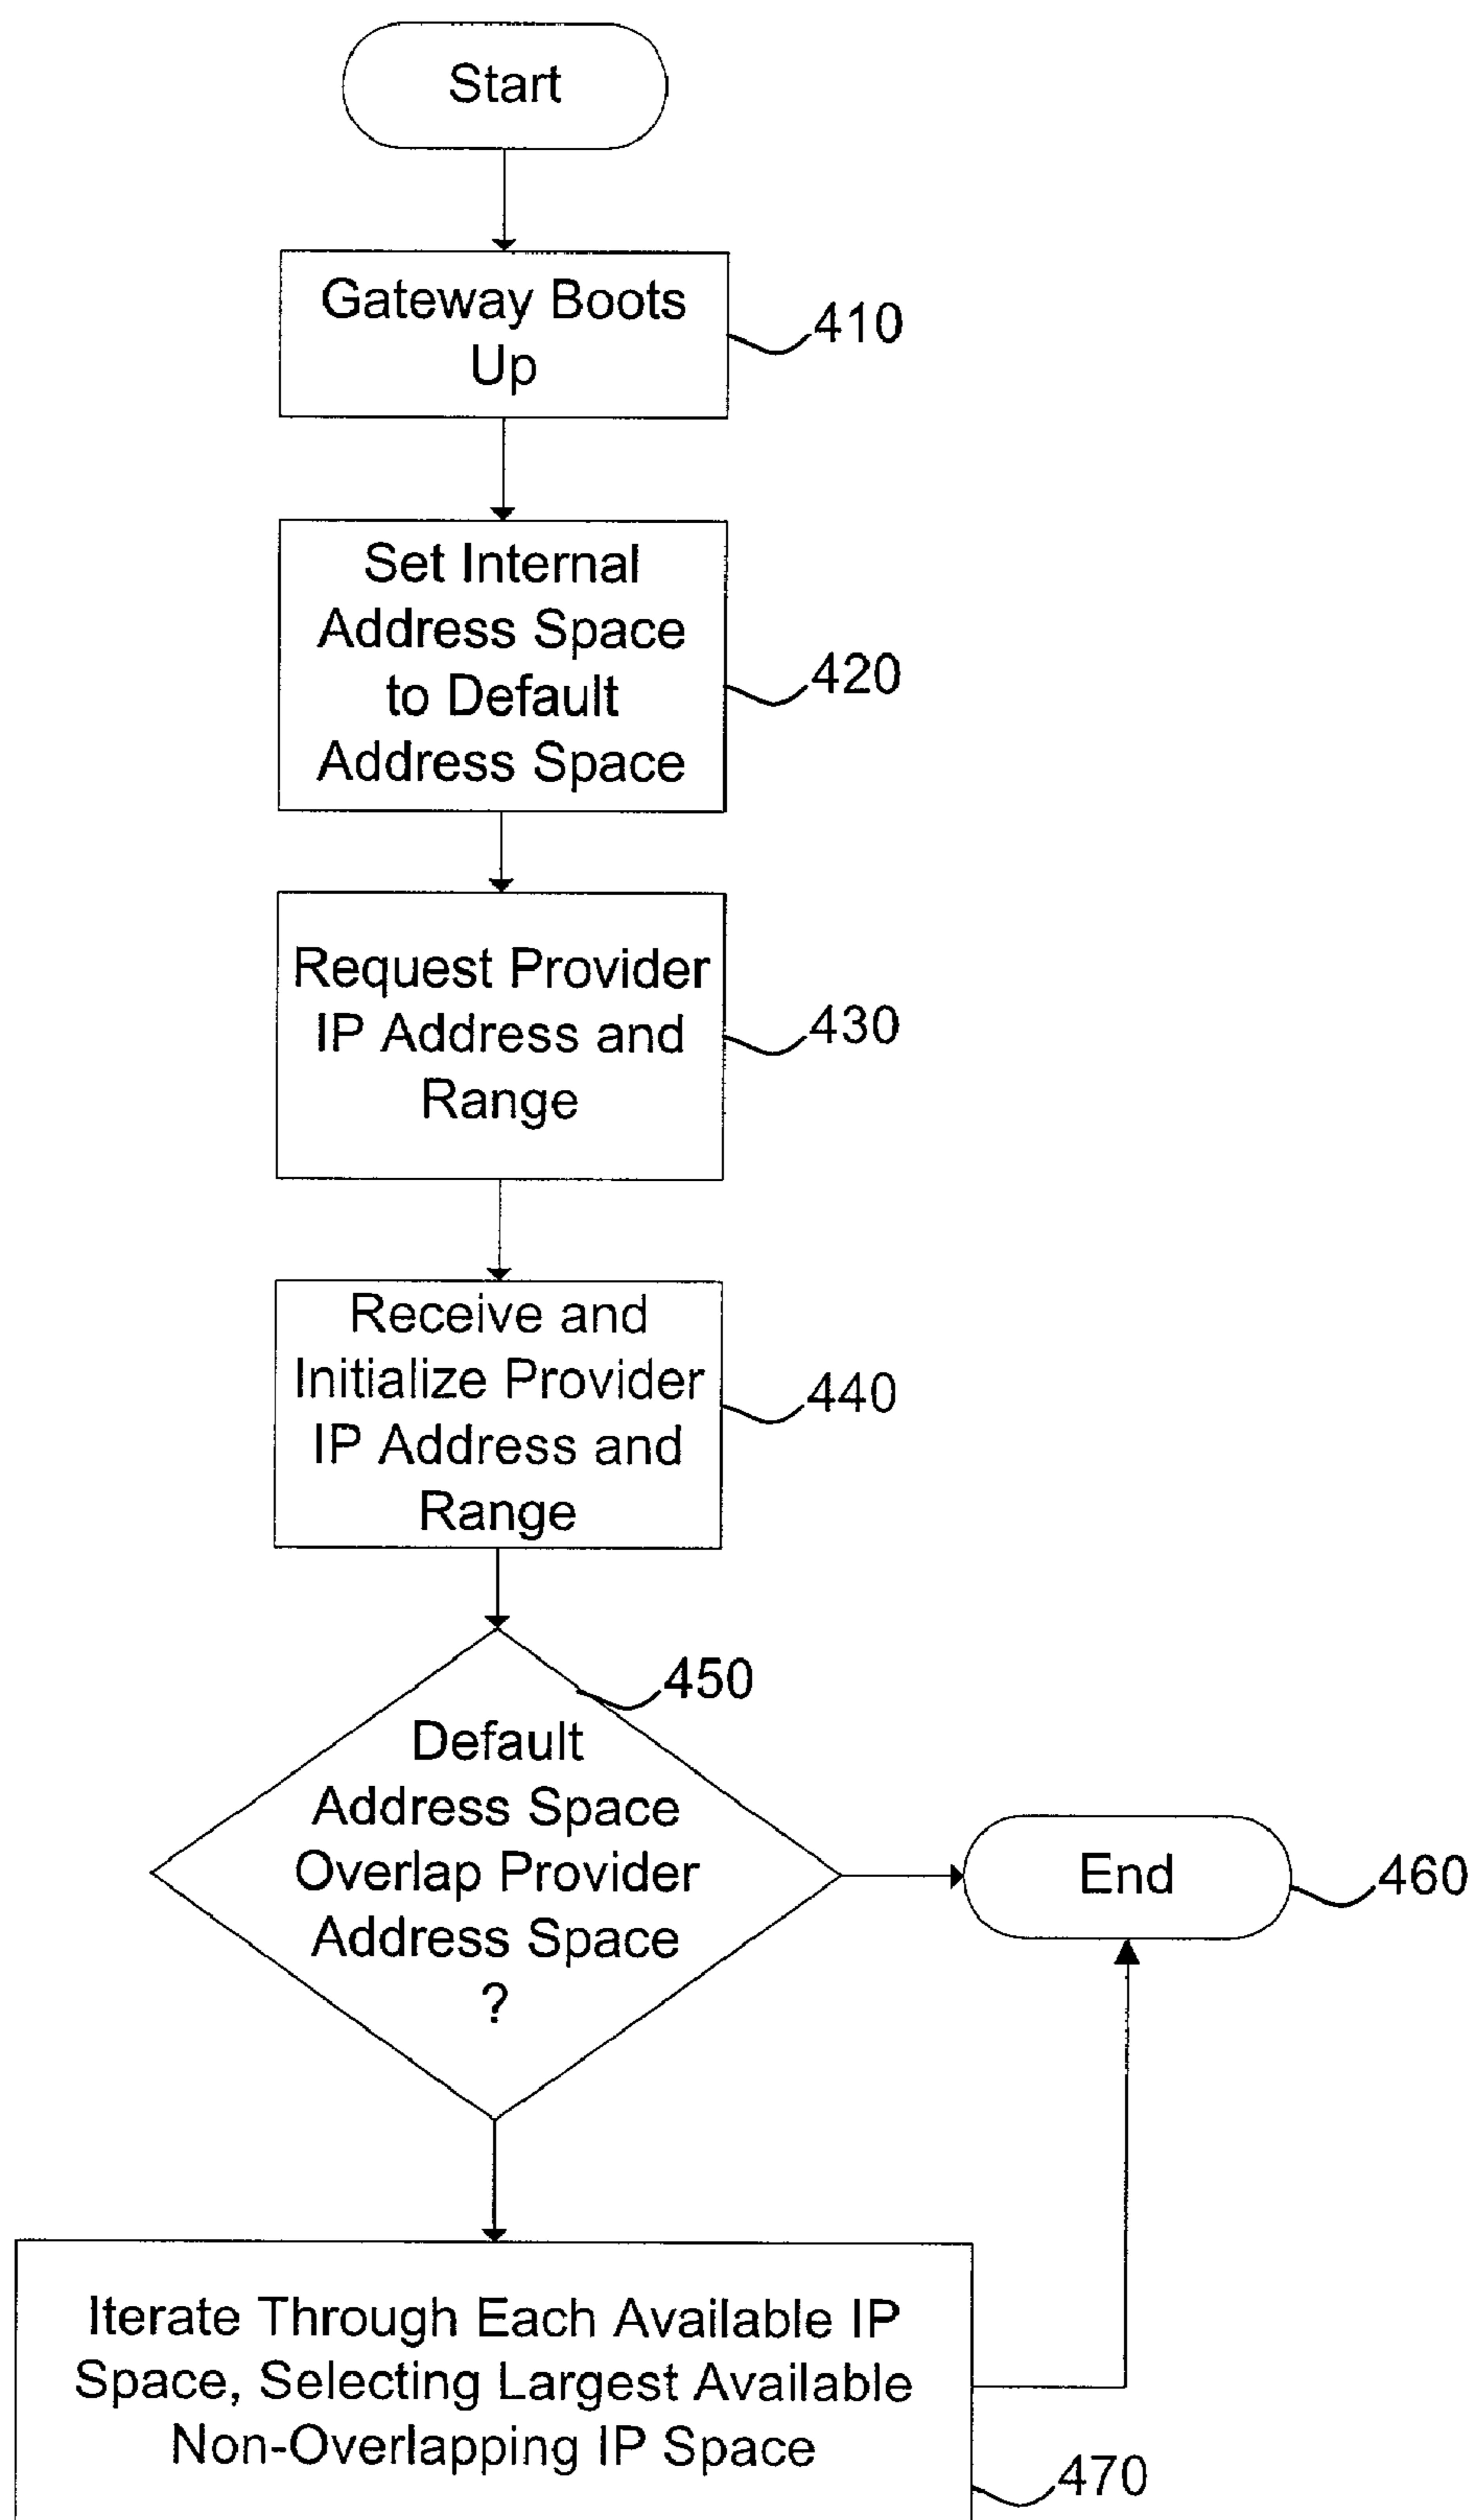 Start
Gateway Boots
Up
410
Set Internal
Address Space
to Default
Address Space
420
Request Provider
IP Address and
Range
430
Receive and
Initialize Provider
IP Address and
Range
440
450
Default
Address Space
Overlap Provider
Address Space
?
End
460
Iterate Through Each Available IP
Space, Selecting Largest Available
Non-Overlapping IP Space
470